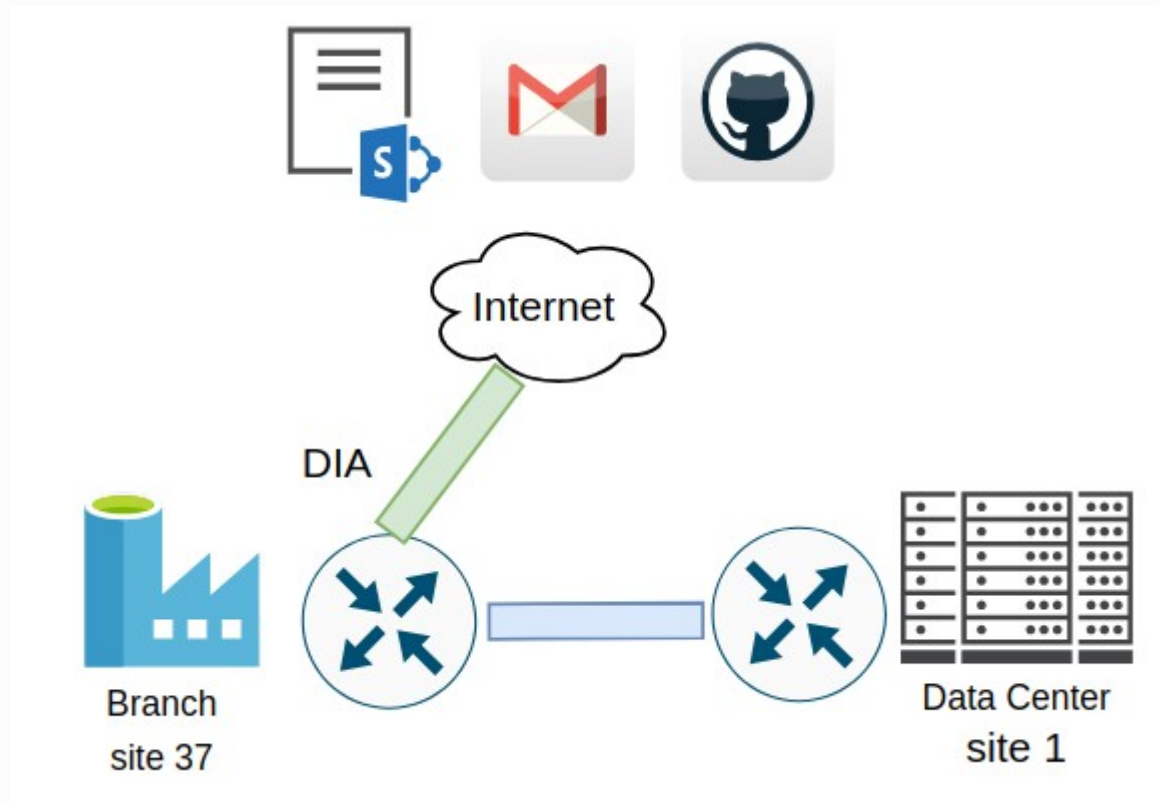 S
Internet
DIA
Branch
site 37
Data Center
site 1